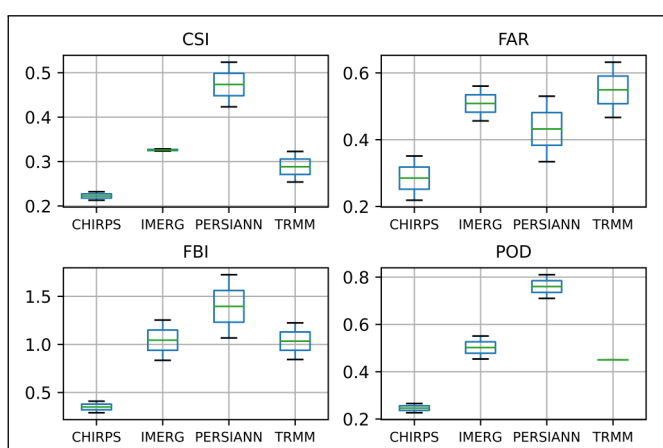 CSI
FAR
0.5
0.4
0.3
0.2
CHIRPS IMERG PERSIANN TRMM
0.6
0.4
0.2
CHIRPS IMERG PERSIANN TRMM
FBI
POD
1.5
1.0
0.5
CHIRPS IMERG PERSIANN TRMM
0.8
0.6
0.4
0.2
CHIRPS IMERG PERSIANN TRMM